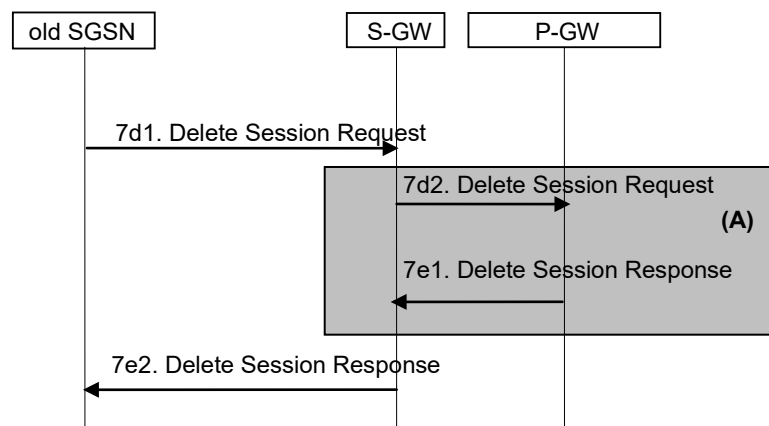 old SGSN
S-GW
P-GW
7d1. Delete Session Request
7d2. Delete Session Request
(A)
7e1. Delete Session Response
7e2. Delete Session Response